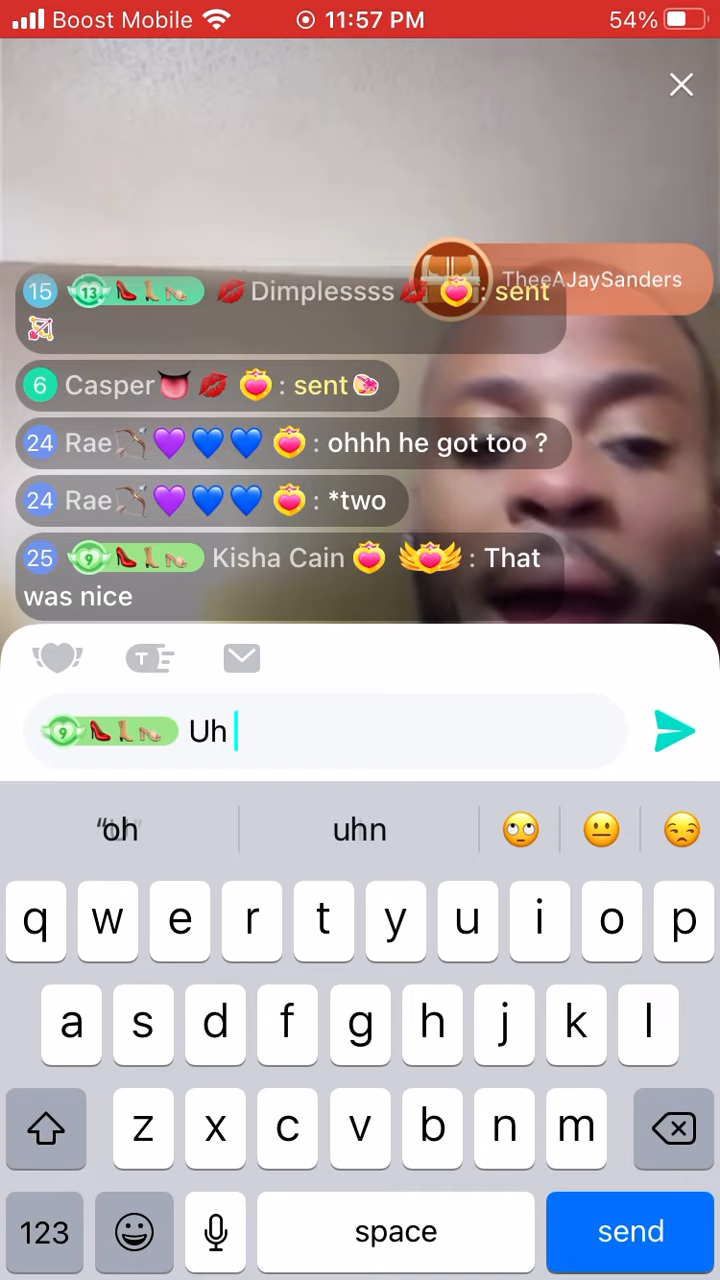 Boost Mobile 11:57 PM 54%
TheeAJaySanders
15 13 Dimplessss : sent
6 Casper : sent
24 Rae : ohhh he got too ?
24 Rae : *two
25 9 Kisha Cain : That
was nice
T
9 Uh
oh uhn
q w e r t y u i o p
a s d f g h j k l
z x c v b n m
123 space send